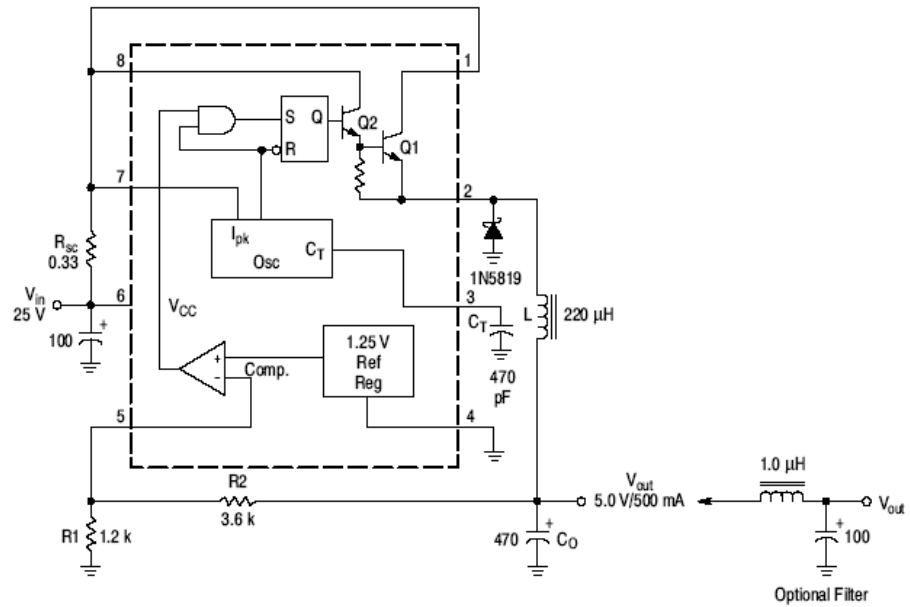 8
1
S
Q
Q2
R
Q1
7
2
Ipk
CT
Osc
Rsc
0.33
1N5819
Vin
25 V
6
3
VCC
CT
L
220 µH
100
+
+
–
Comp.
1.25 V
Ref
Reg
470
pF
5
4
1.0 µH
R2
3.6 k
Vout
5.0 V/500 mA
Vout
R1
1.2 k
470
+
CO
+
100
Optional Filter